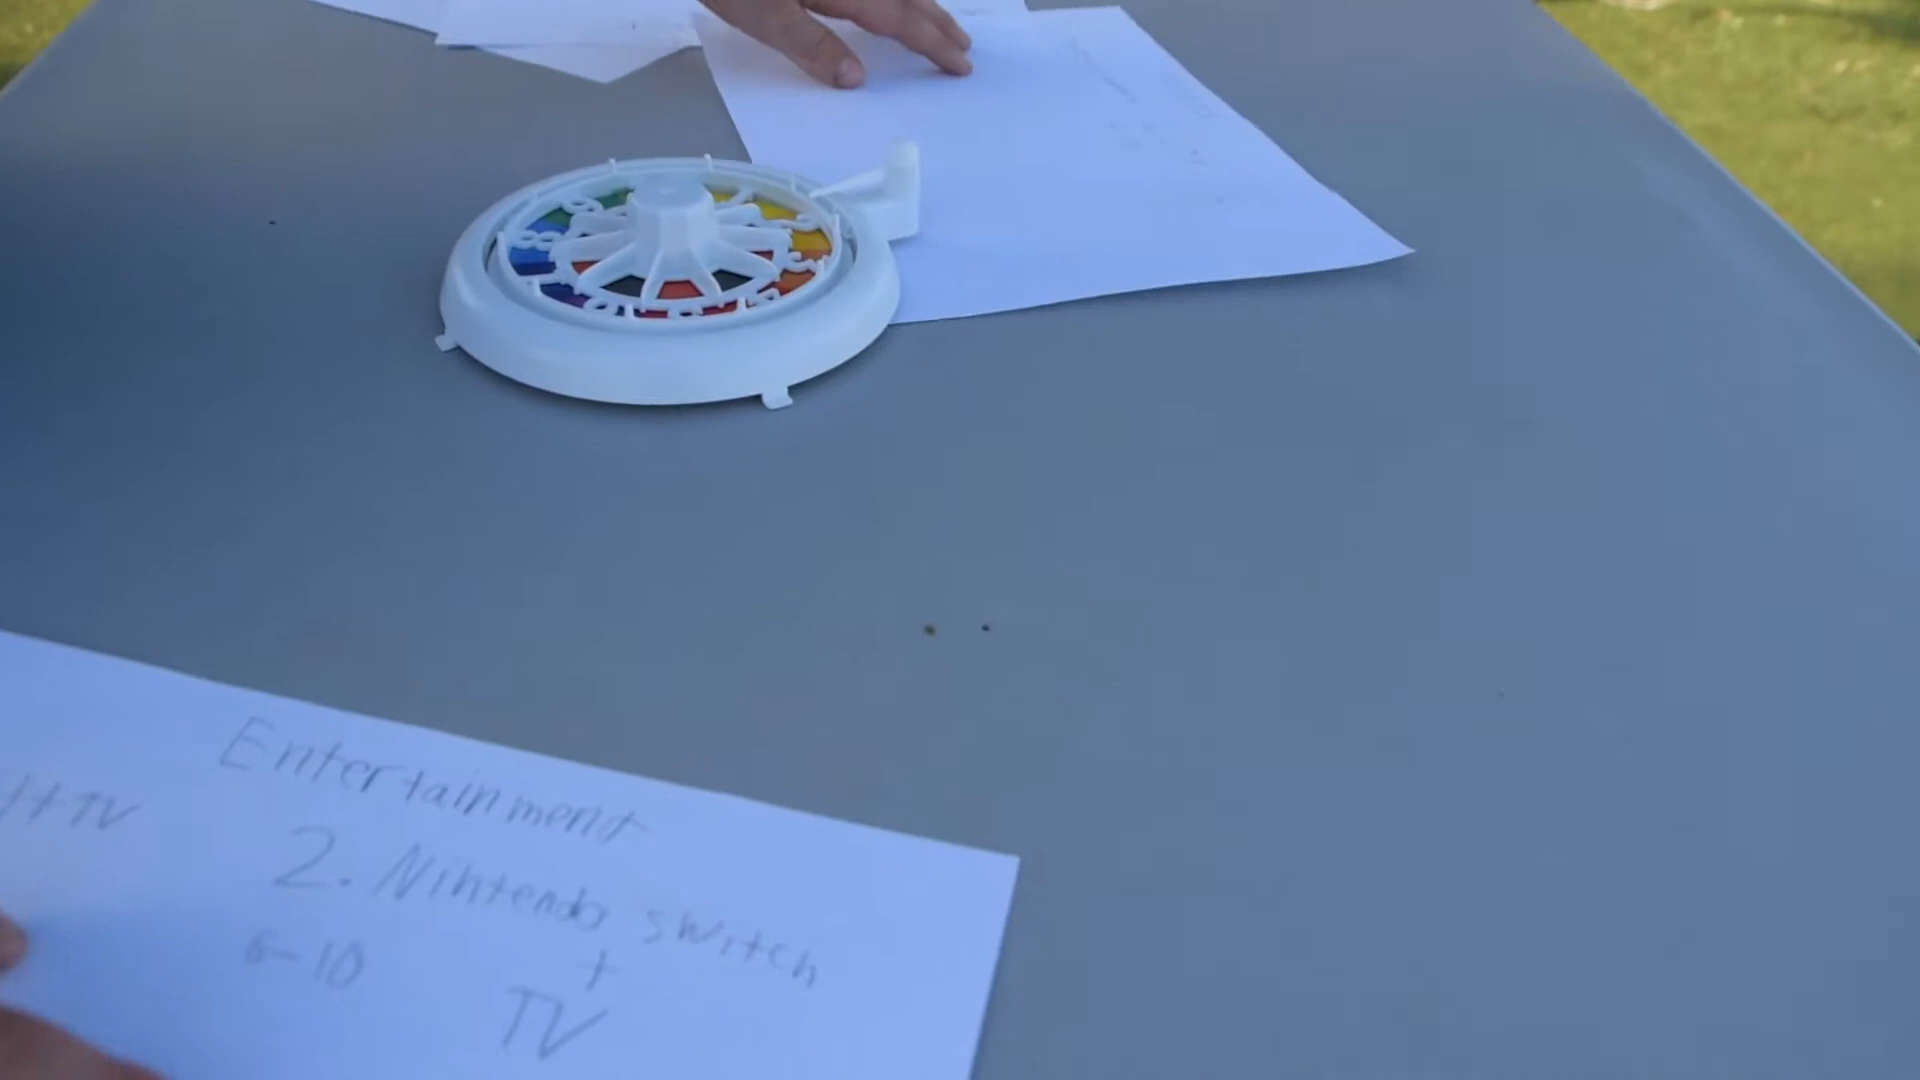 Entertainment
TV
2. Nintendo switch
6-10
+
TV